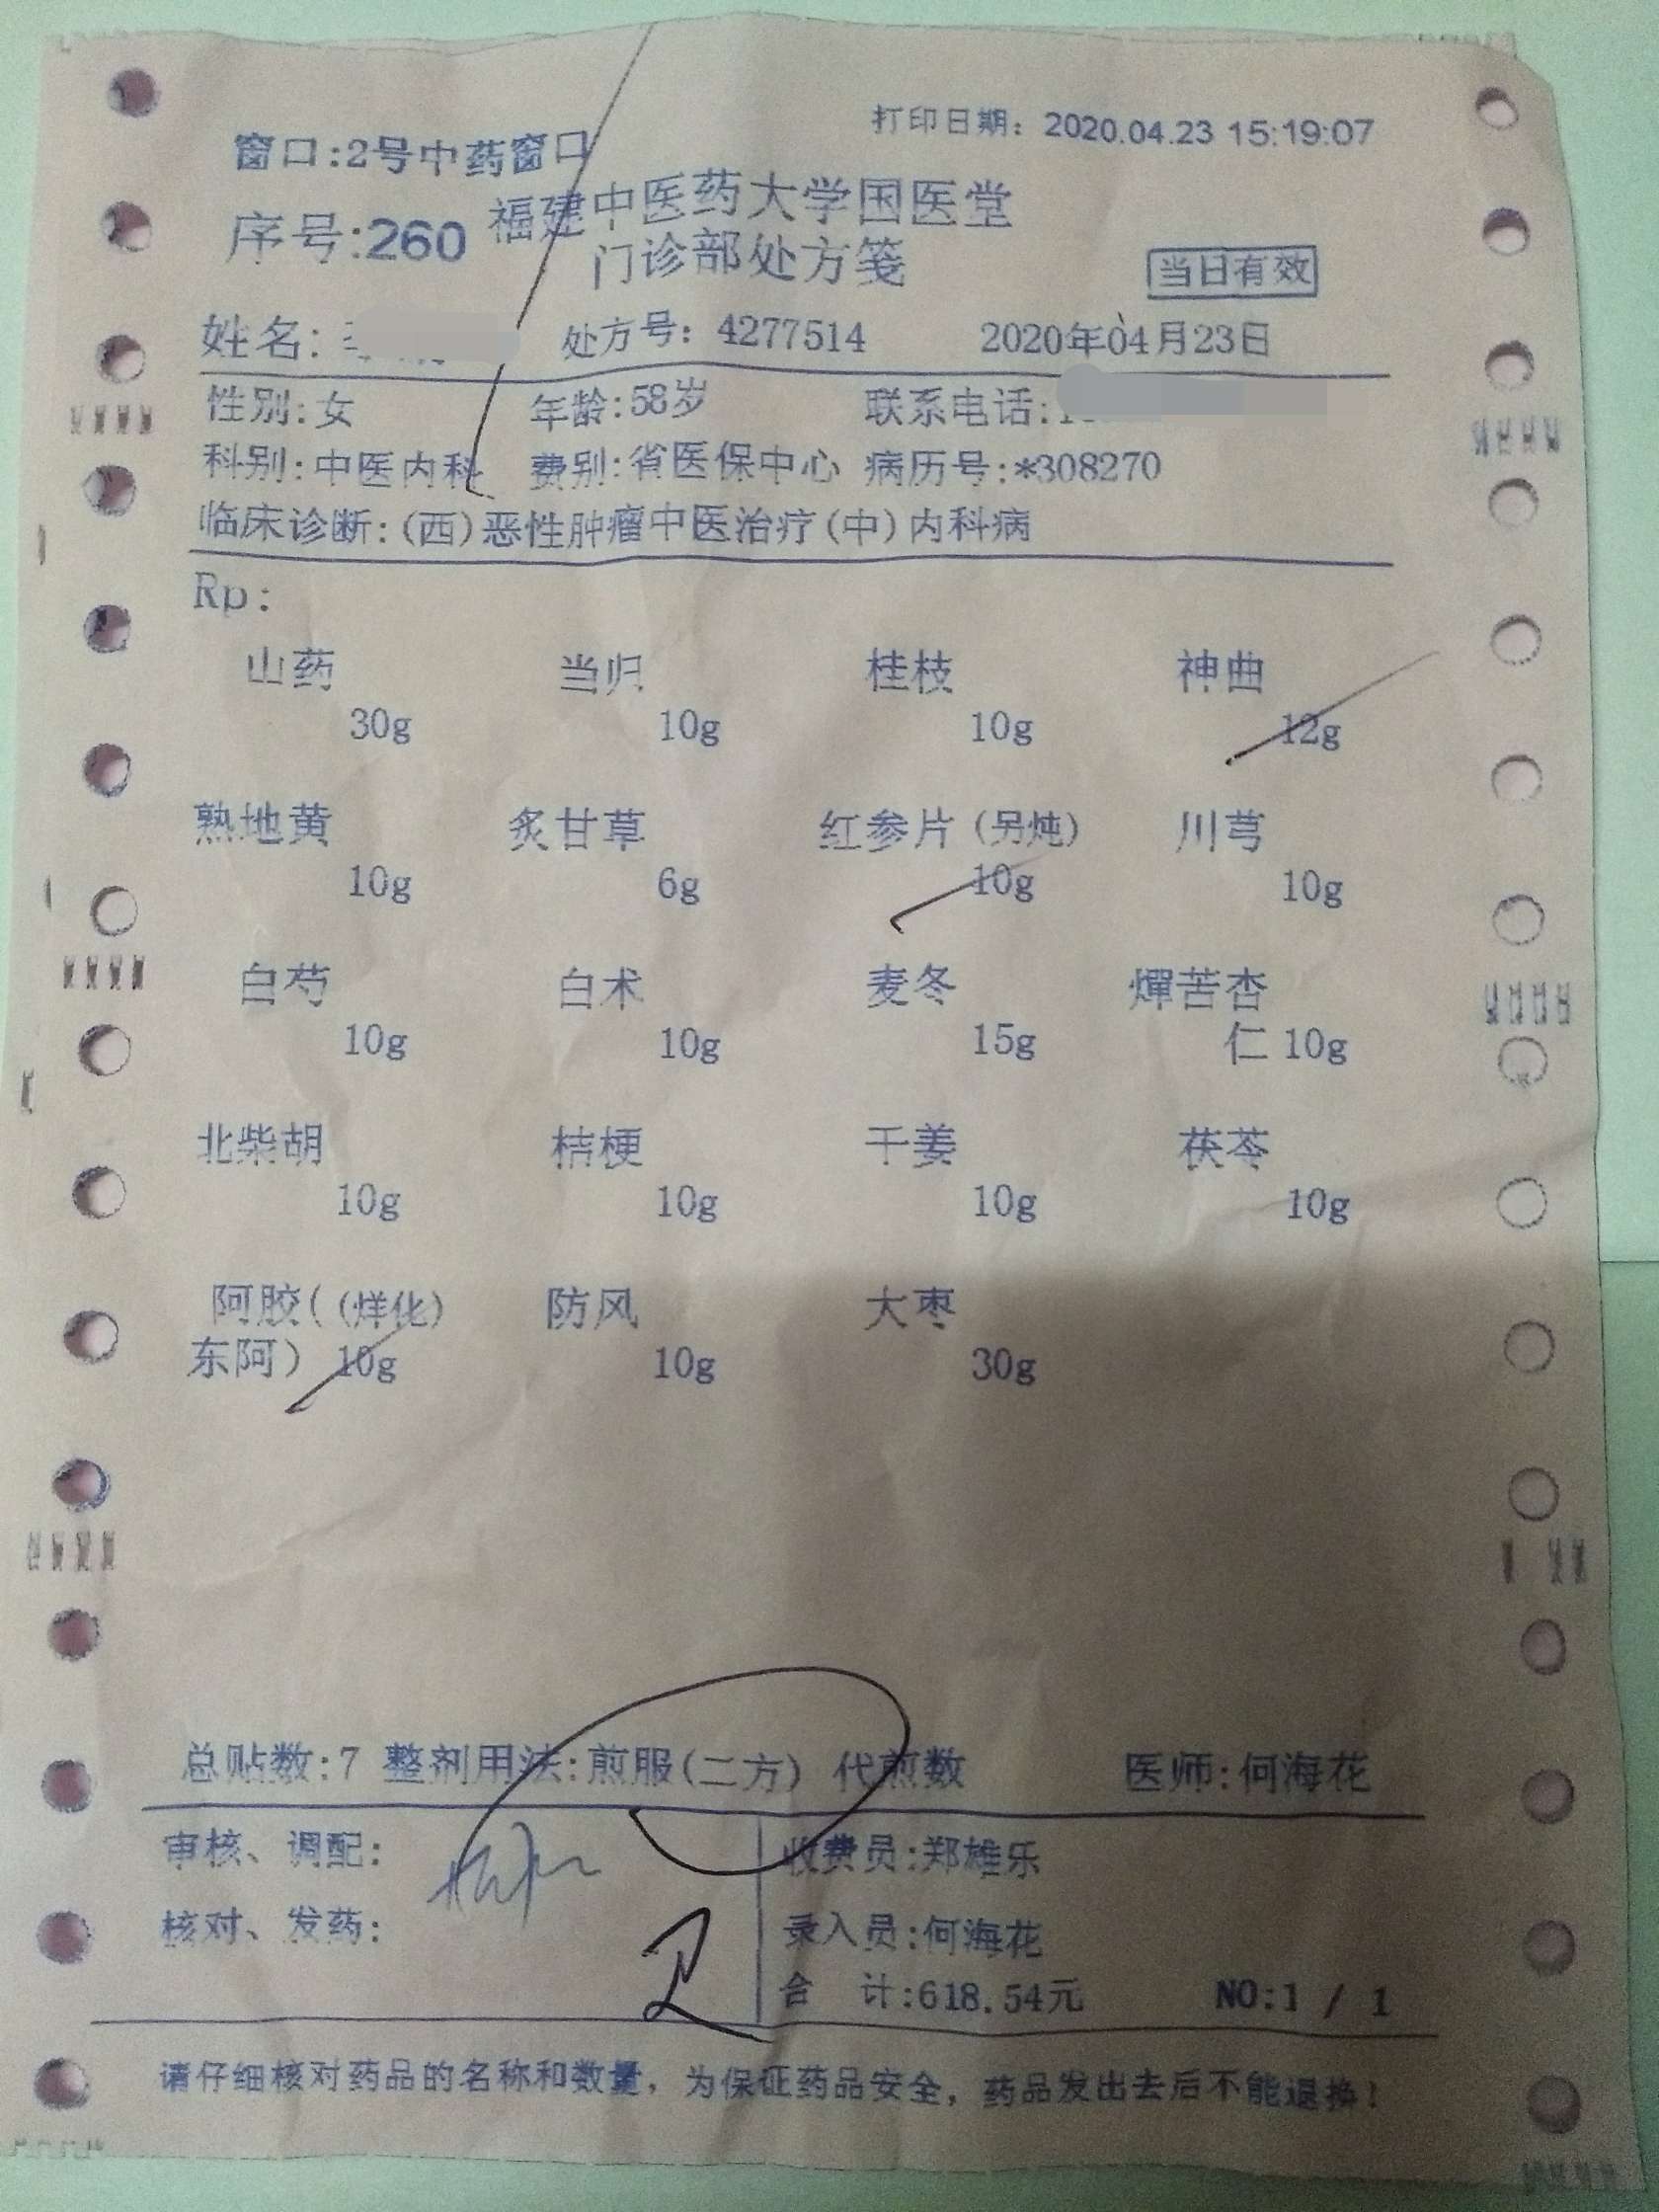 打印日期：2020.04.23 15:19:07
窗口:2号中药窗口
序号:260 福建中医药大学国医堂
门诊部处方笺
当日有效
姓名: 处方号：4277514 2020年04月23日
性别:女 年龄:58岁 联系电话:1
科别:中医内科 费别:省医保中心 病历号:*308270
临床诊断:(西)恶性肿瘤中医治疗(中)内科病
Rp:
山药 当归 桂枝 神曲
30g 10g 10g 12g
熟地黄 炙甘草 红参片(另炖) 川芎
10g 6g 10g 10g
白芍 白术 麦冬 燀苦杏
10g 10g 15g 仁 10g
北柴胡 桔梗 干姜 茯苓
10g 10g 10g 10g
阿胶((烊化) 防风 大枣
东阿) 10g 10g 30g
总贴数:7 整剂用法:煎服(二方) 代煎数 医师:何海花
审核、调配: 收费员:郑雄乐
核对、发药: 录入员:何海花
合 计:618.54元 NO:1 / 1
请仔细核对药品的名称和数量，为保证药品安全，药品发出去后不能退换！